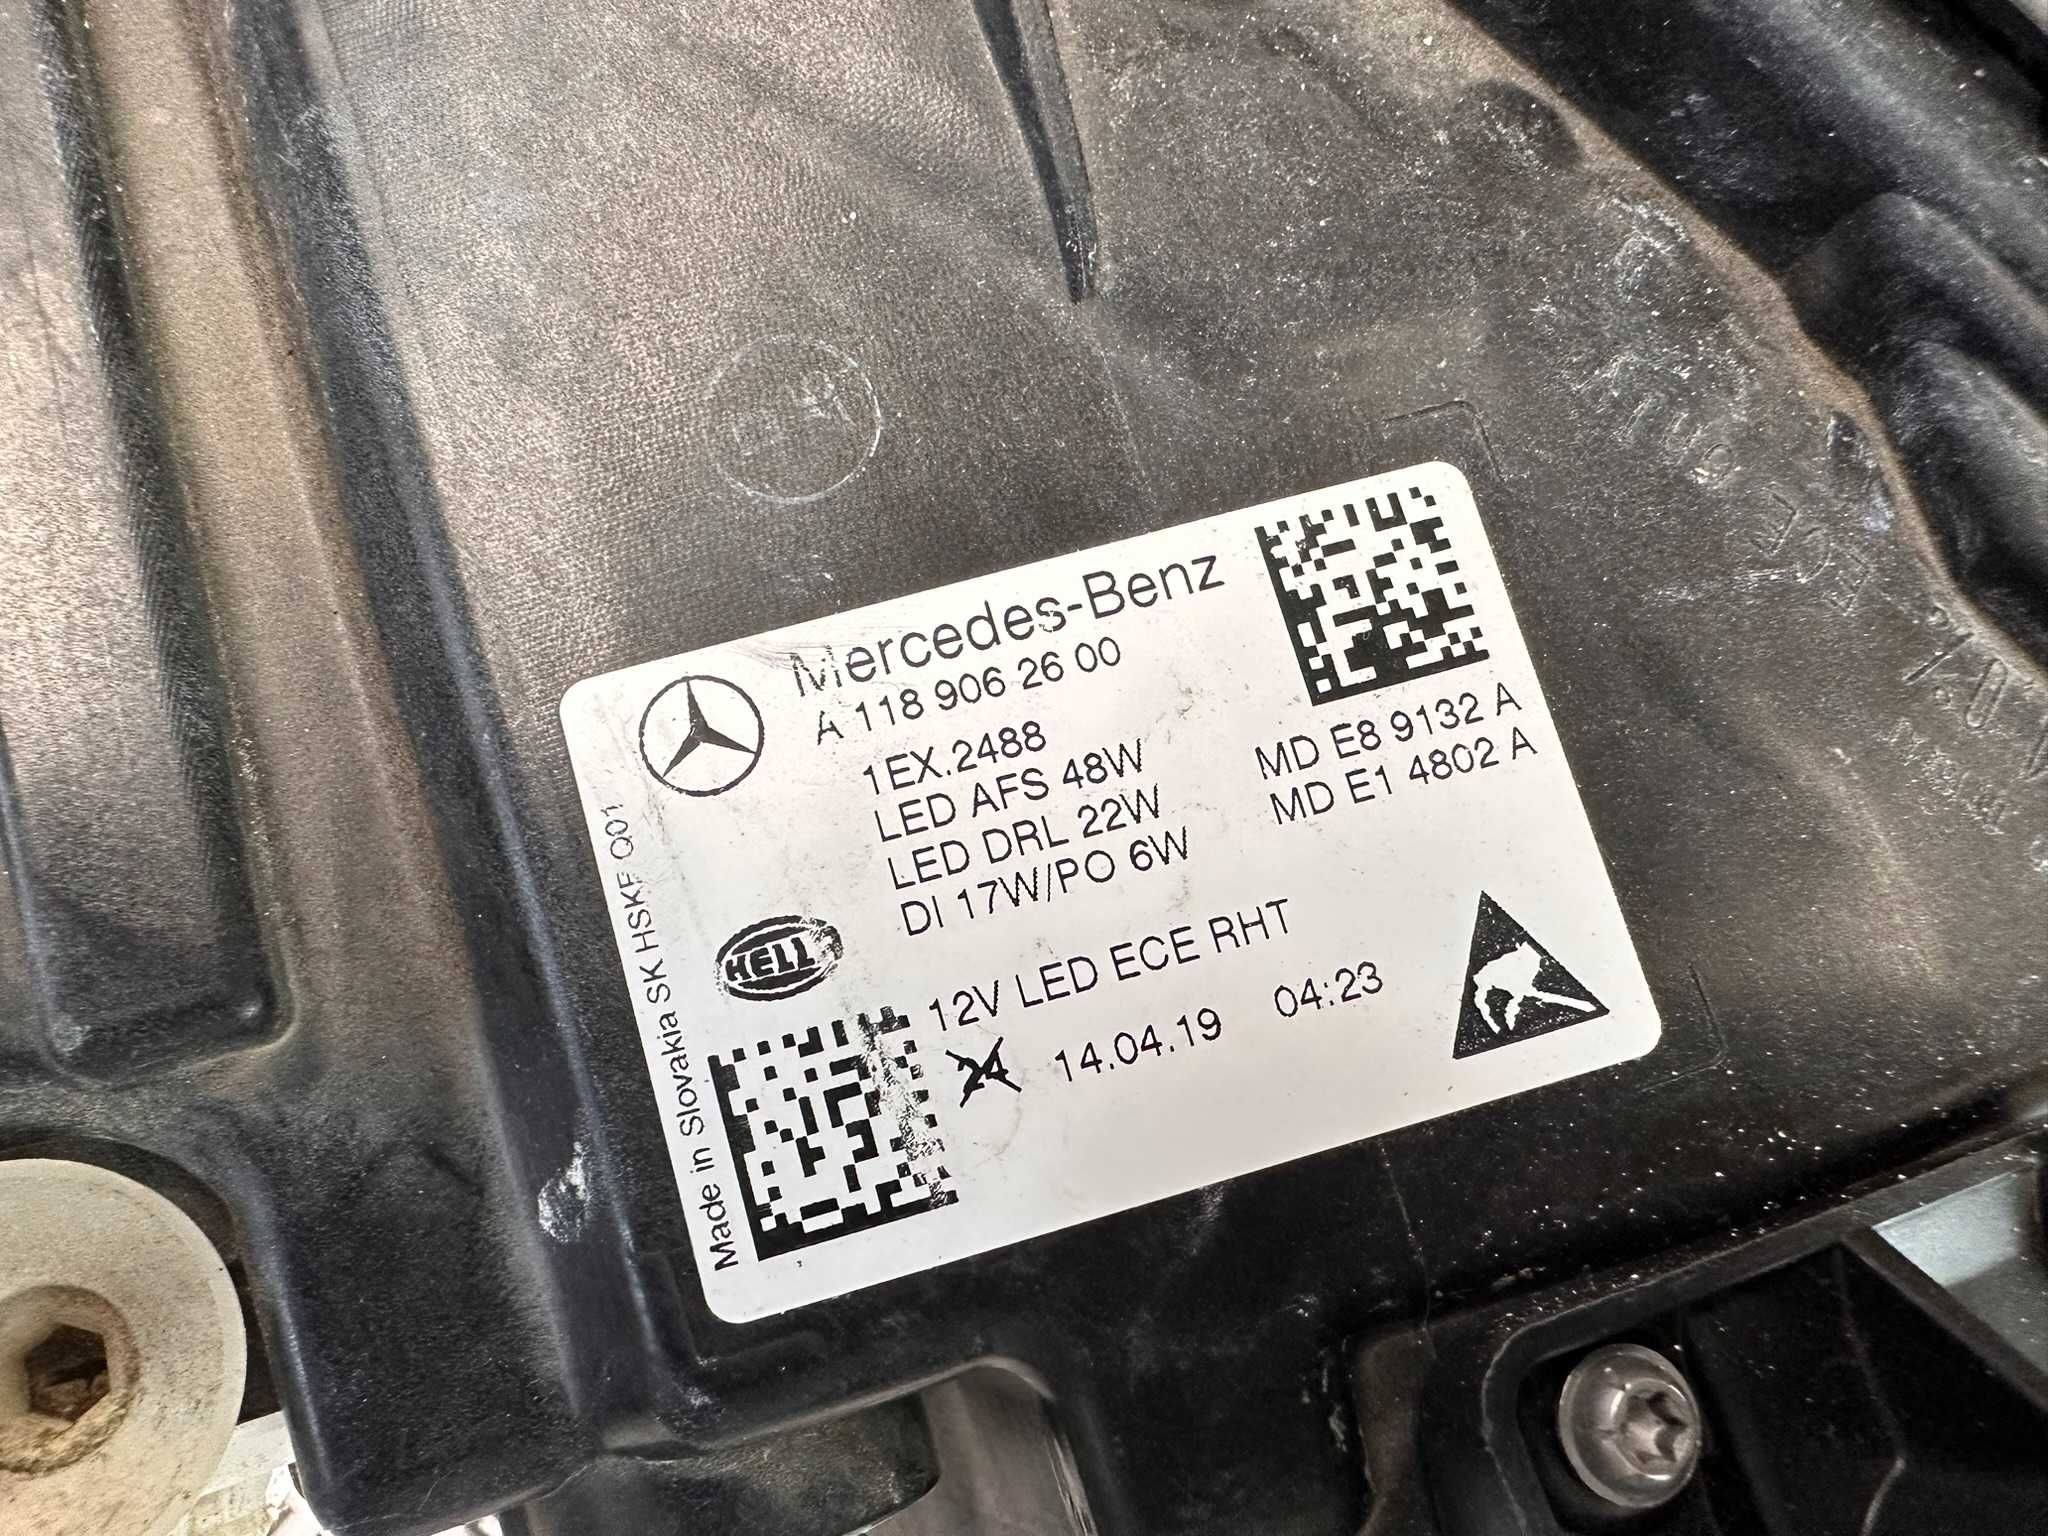 Mercedes-Benz
A 118 906 26 00
1EX.2488
LED AFS 48W
LED DRL 22W
DI 17W/PO 6W
MD E8 9132 A
MD E1 4802 A
HELL
12V LED ECE RHT
24 14.04.19 04:23
Made in Slovakia SK HSKF Q01